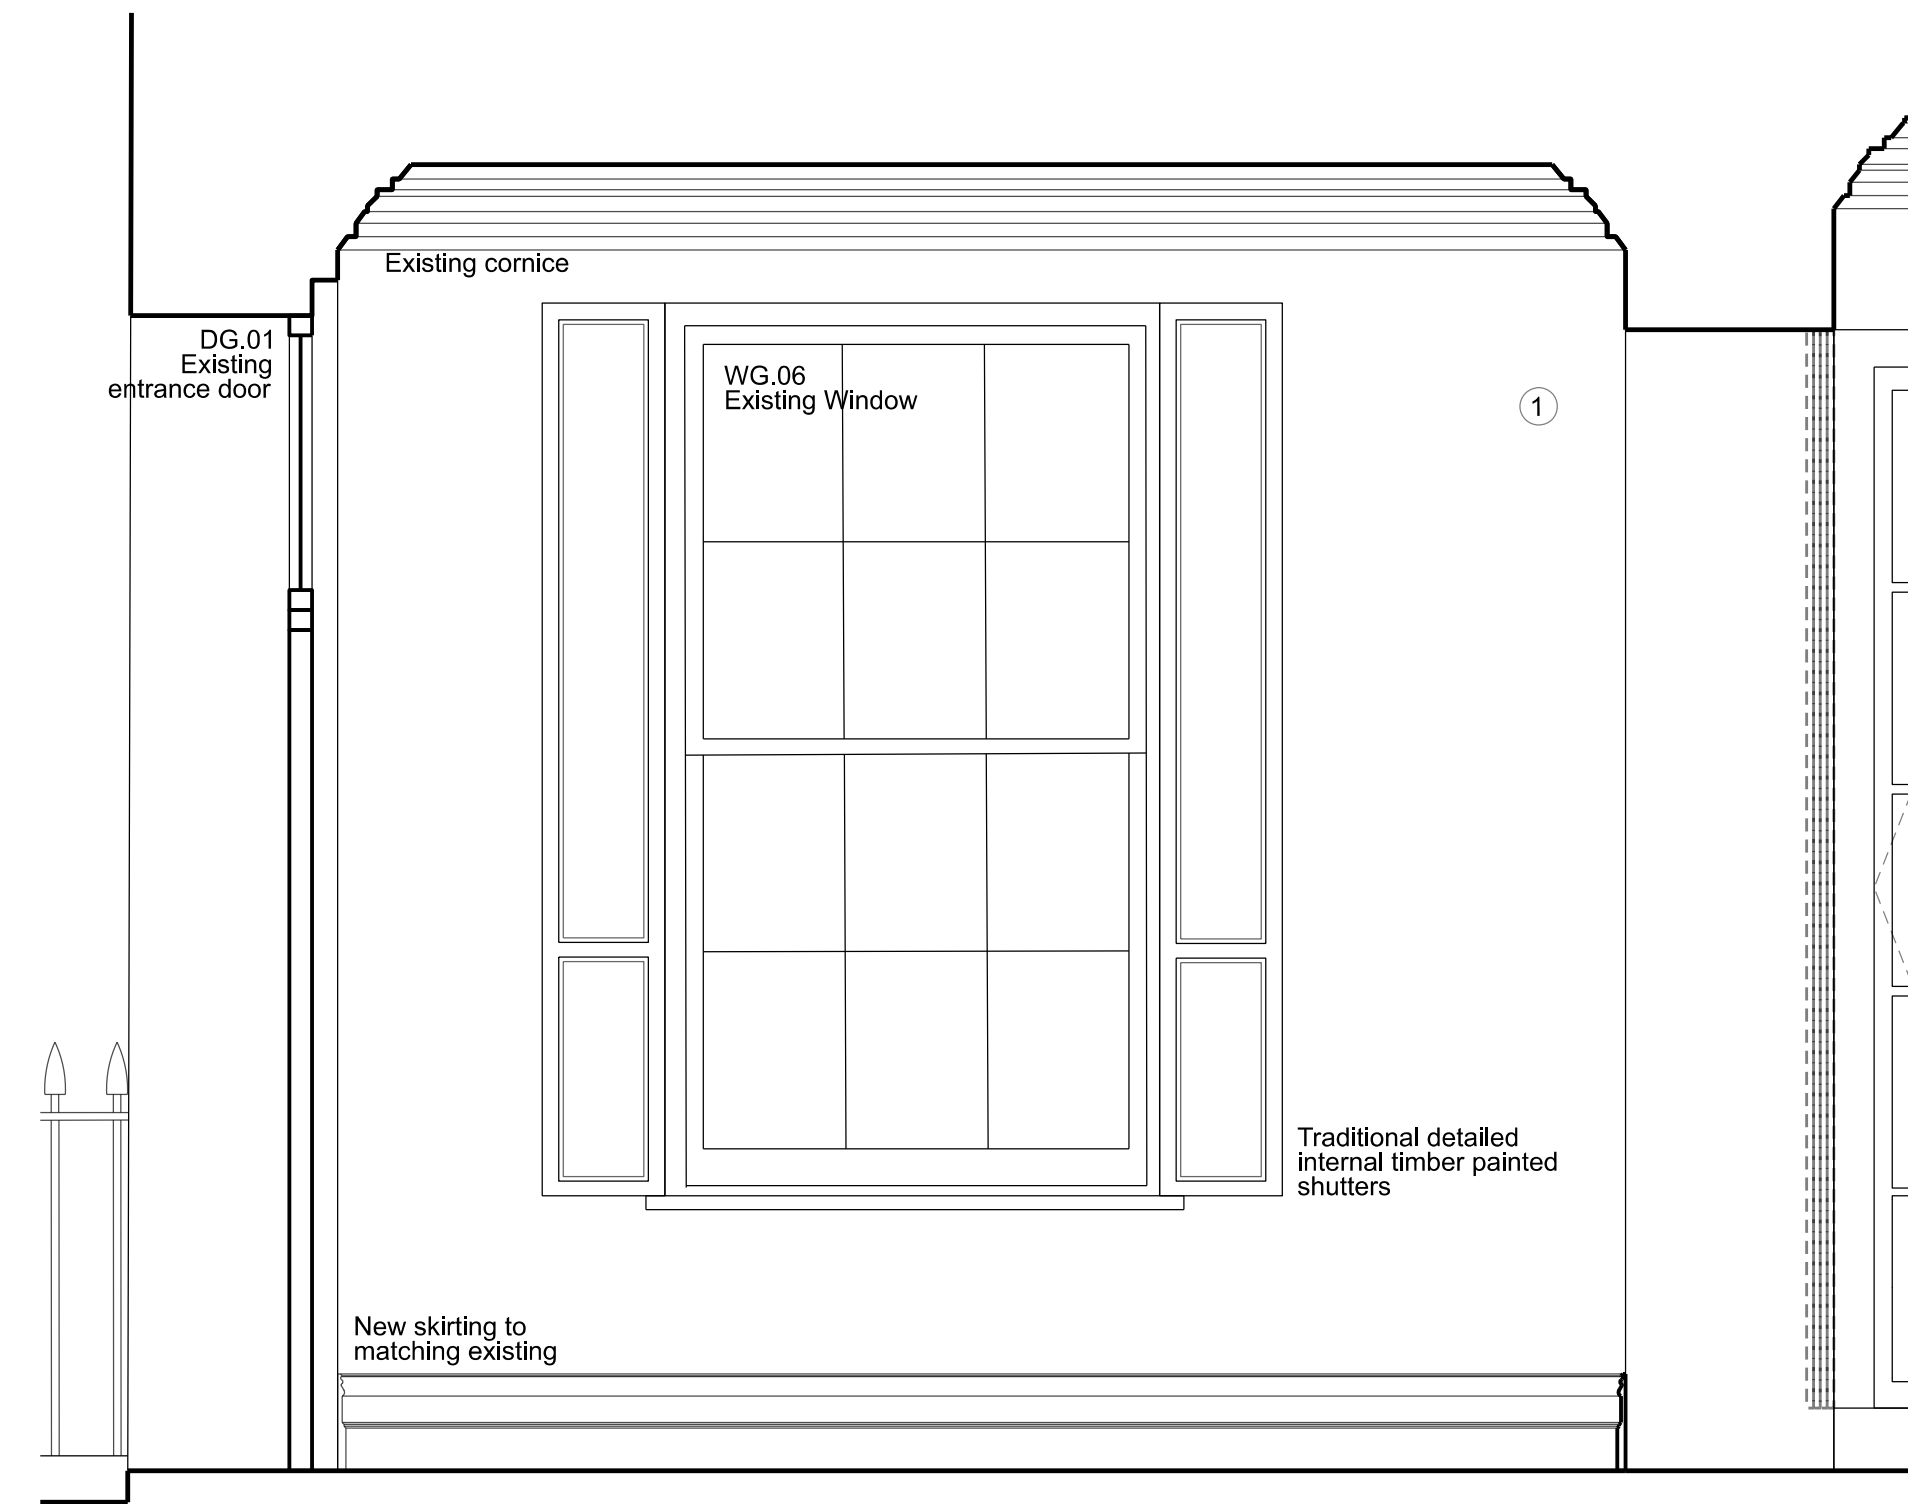 Existing cornice
DG.01
Existing
entrance door
WG.06
Existing Window
1
Traditional detailed
internal timber painted
shutters
New skirting to
matching existing